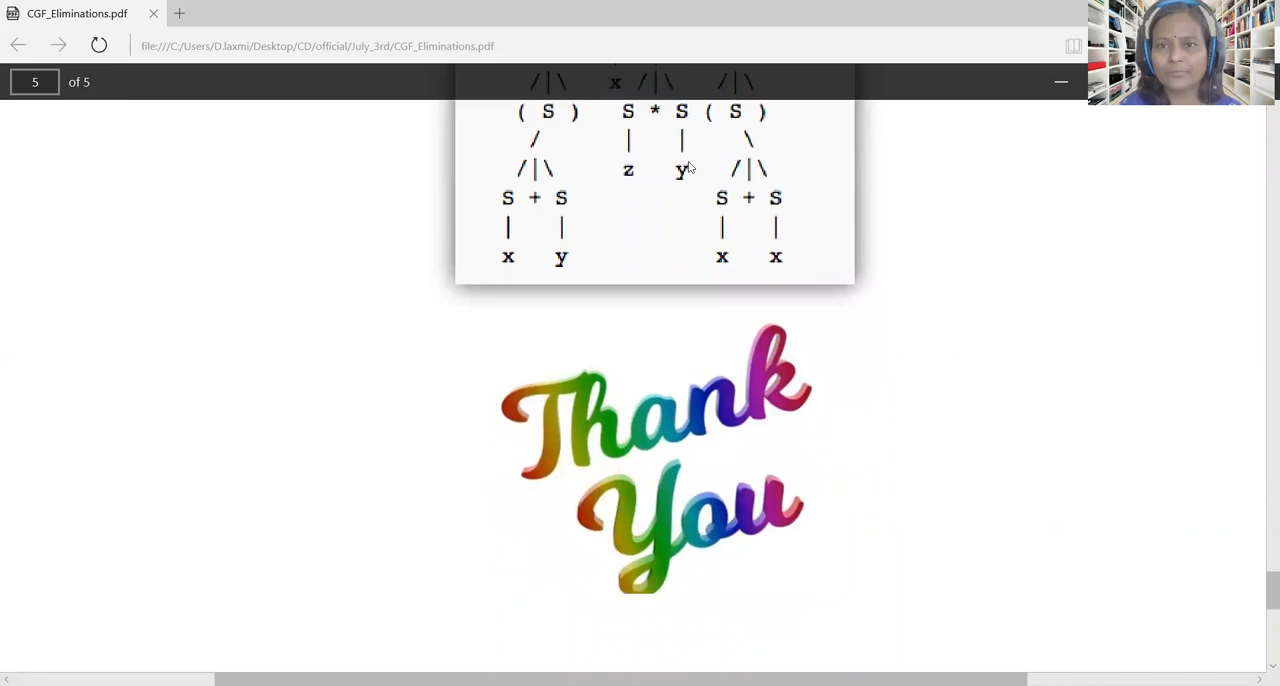 CGF_Eliminations.pdf
file:///C:/Users/D.laxmi/Desktop/CD/official/July_3rd/CGF_Eliminations.pdf
5 of 5
/|\ x /|\ /|\
( S ) S * S ( S )
/ | | \
/|\ z y /|\
S + S S + S
| | | |
x y x x
Thank
You